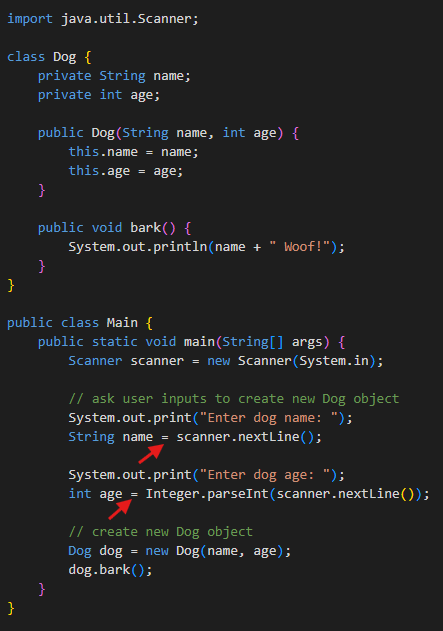 import java.util.Scanner;
class Dog {
private String name;
private int age;
public Dog(String name, int age) {
this.name = name;
this.age = age;
}
public void bark() {
System.out.println(name + " Woof!");
}
}
public class Main {
public static void main(String[] args) {
Scanner scanner = new Scanner(System.in);
// ask user inputs to create new Dog object
System.out.print("Enter dog name: ");
String name = scanner.nextLine();
System.out.print("Enter dog age: ");
int age = Integer.parseInt(scanner.nextLine());
// create new Dog object
Dog dog = new Dog(name, age);
dog.bark();
}
}